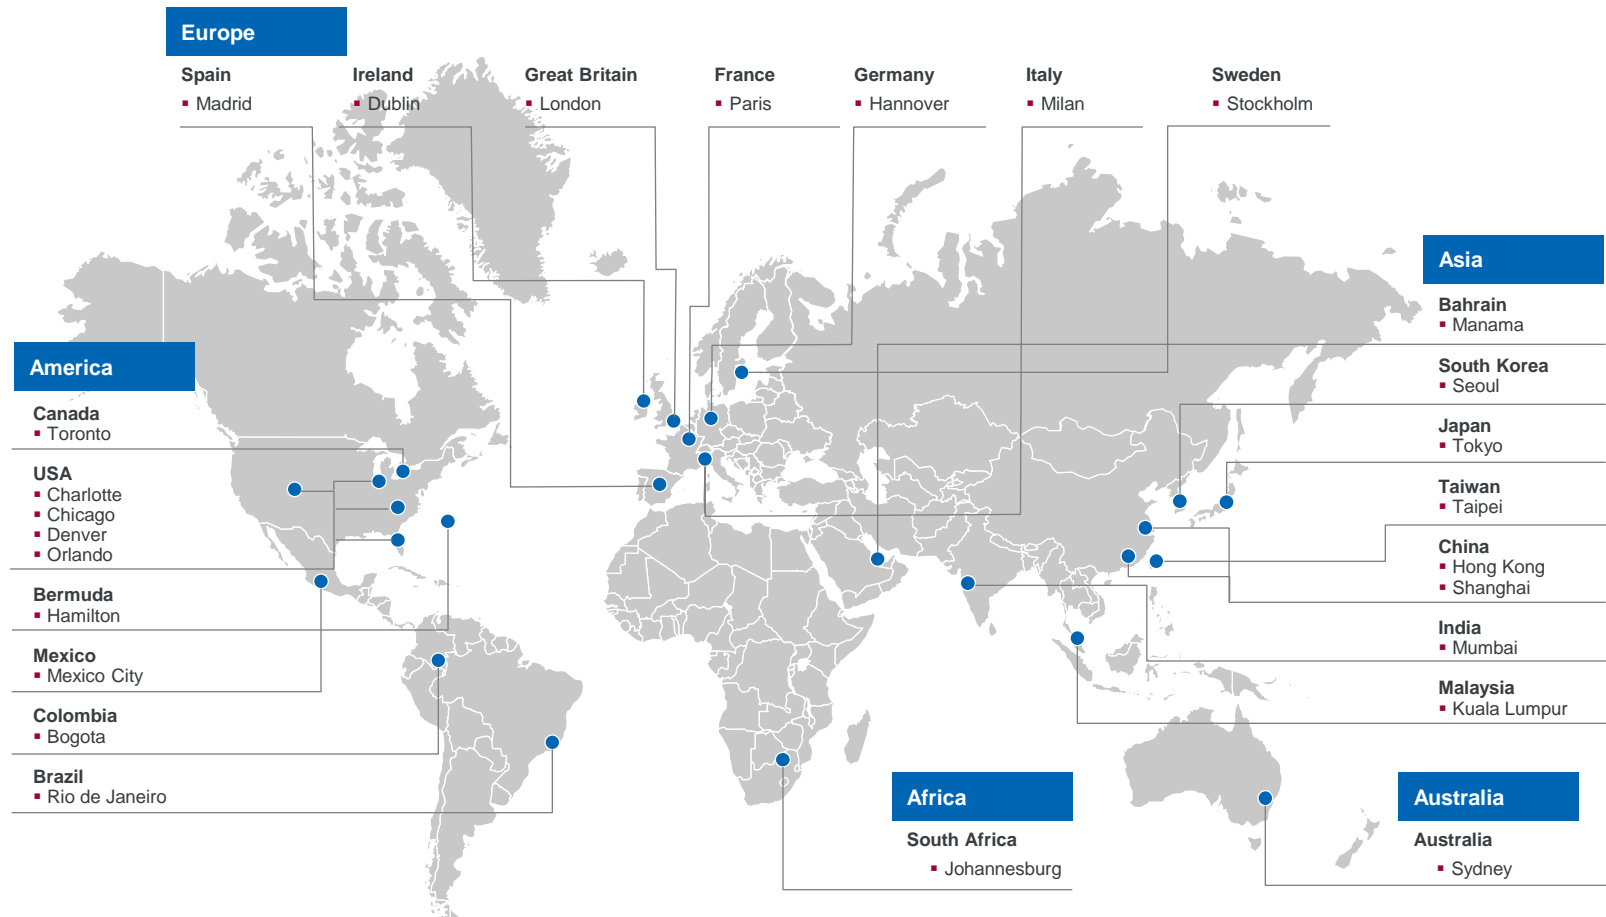 Europe
Spain
▪ Madrid
Ireland
▪ Dublin
Great Britain
▪ London
France
▪ Paris
Germany
▪ Hannover
Italy
▪ Milan
Sweden
▪ Stockholm
America
Canada
▪ Toronto
USA
▪ Charlotte
▪ Chicago
▪ Denver
▪ Orlando
Bermuda
▪ Hamilton
Mexico
▪ Mexico City
Colombia
▪ Bogota
Brazil
▪ Rio de Janeiro
Asia
Bahrain
▪ Manama
South Korea
▪ Seoul
Japan
▪ Tokyo
Taiwan
▪ Taipei
China
▪ Hong Kong
▪ Shanghai
India
▪ Mumbai
Malaysia
▪ Kuala Lumpur
Africa
South Africa
▪ Johannesburg
Australia
Australia
▪ Sydney